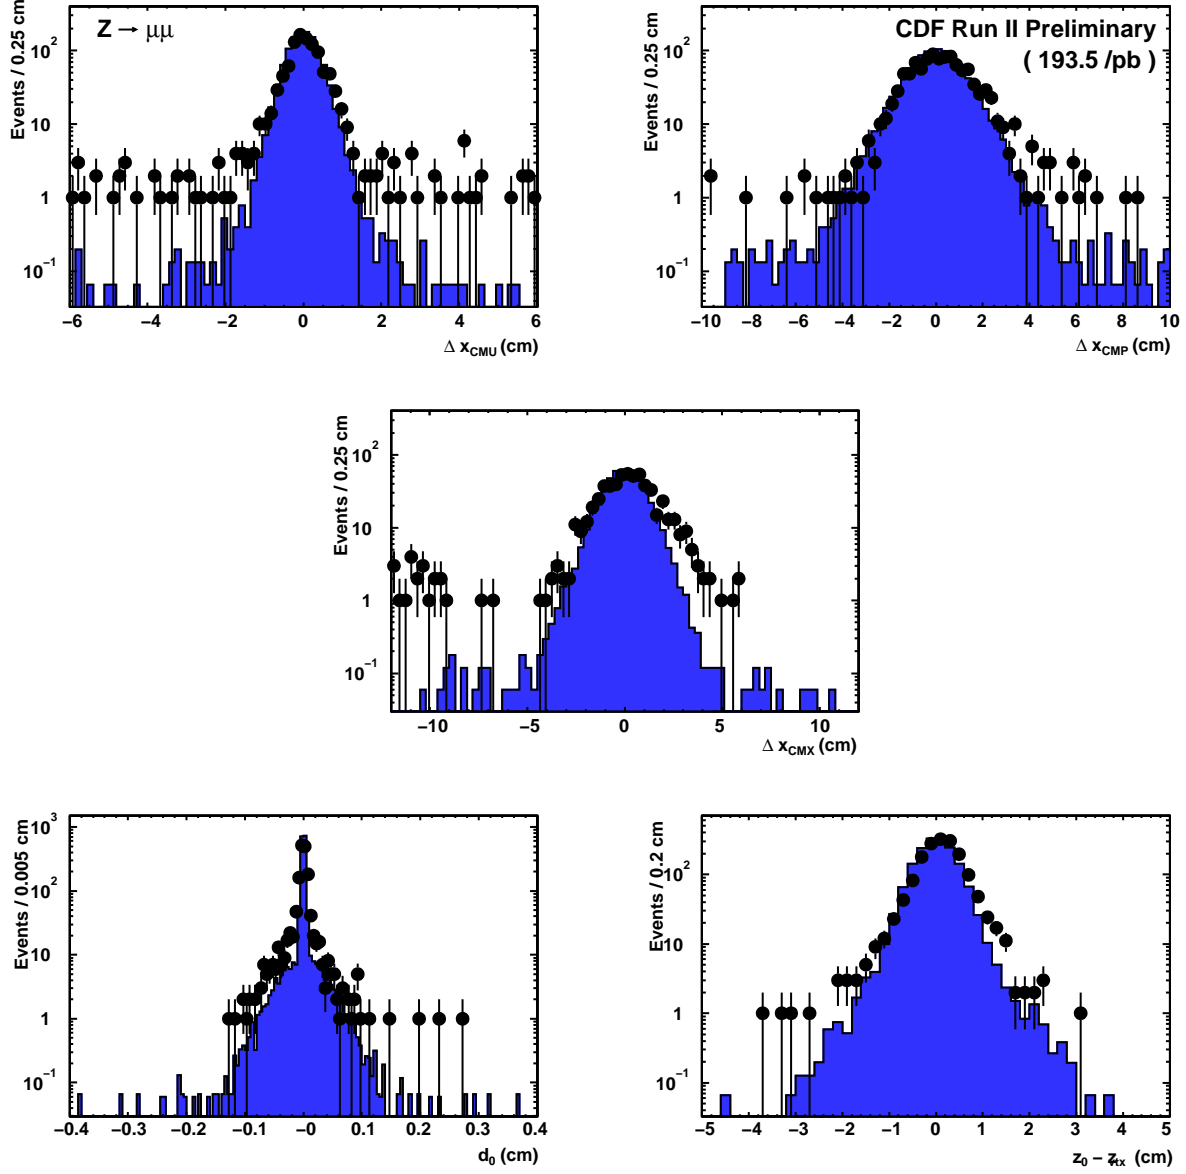 Z → μμ
Events / 0.25 cm
10²
10
1
10⁻¹
−6 −4 −2 0 2 4 6
Δ x_CMU (cm)
CDF Run II Preliminary
( 193.5 /pb )
Events / 0.25 cm
10²
10
1
10⁻¹
−10 −8 −6 −4 −2 0 2 4 6 8 10
Δ x_CMP (cm)
Events / 0.25 cm
10²
10
1
10⁻¹
−10 −5 0 5 10
Δ x_CMX (cm)
Events / 0.005 cm
10³
10²
10
1
10⁻¹
−0.4 −0.3 −0.2 −0.1 −0 0.1 0.2 0.3 0.4
d₀ (cm)
Events / 0.2 cm
10²
10
1
10⁻¹
−5 −4 −3 −2 −1 0 1 2 3 4 5
z₀ − z (cm)